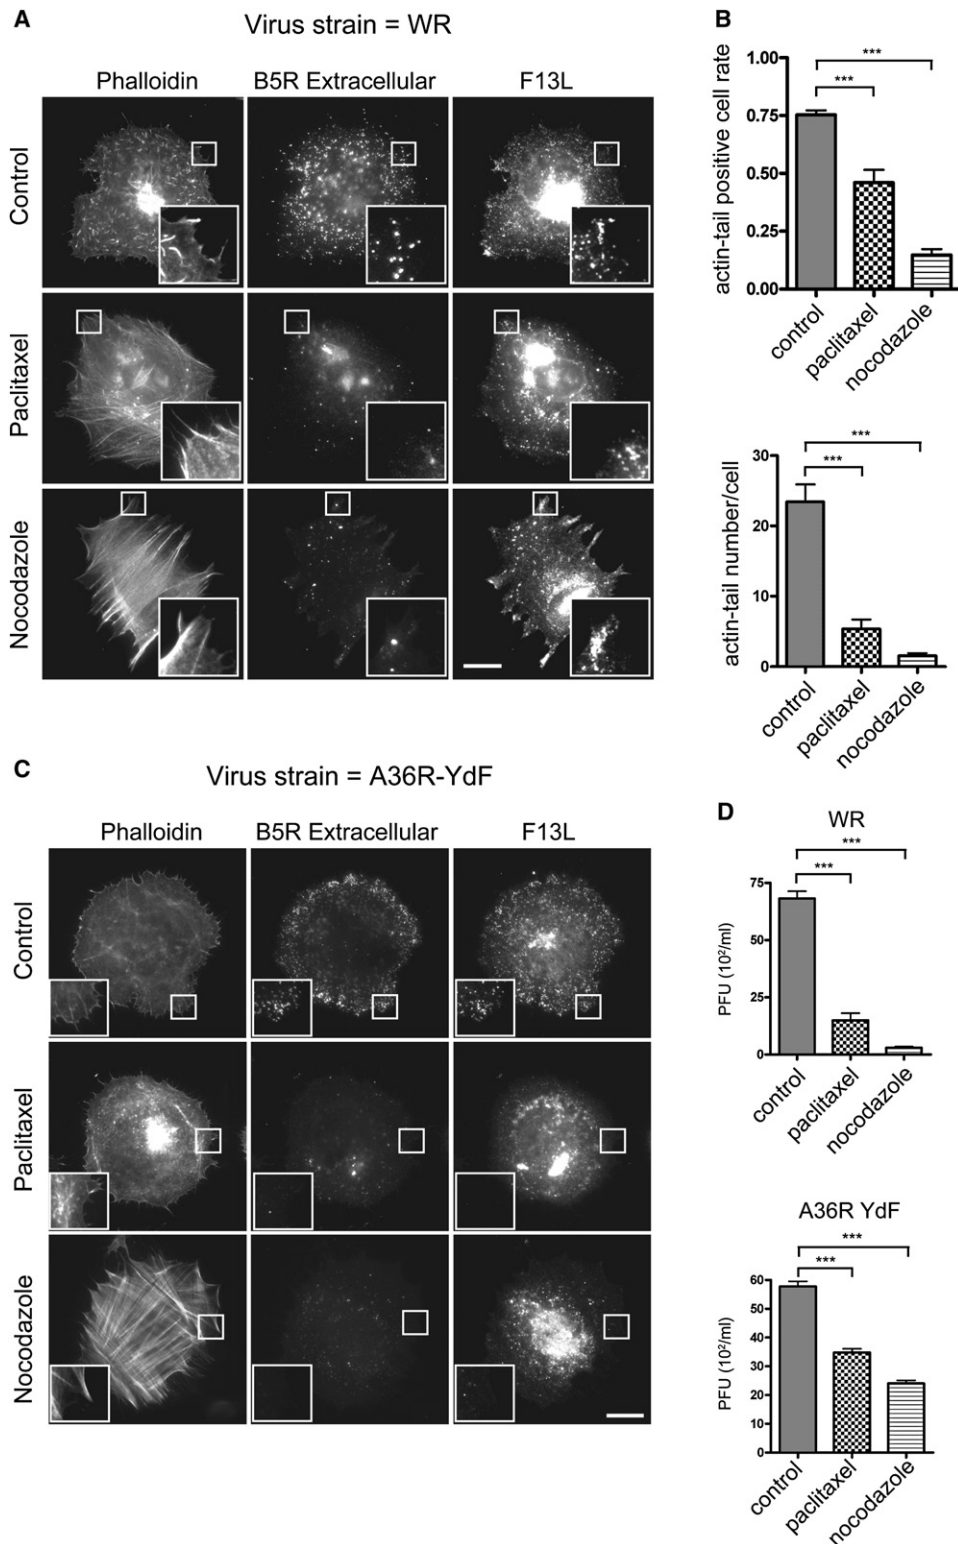 A
Virus strain = WR
Phalloidin B5R Extracellular F13L
Control
Paclitaxel
Nocodazole
B
actin-tail positive cell rate
1.00
0.75
0.50
0.25
0.00
***
***
control
paclitaxel
nocodazole
actin-tail number/cell
30
20
10
0
***
***
control
paclitaxel
nocodazole
C
Virus strain = A36R-YdF
Phalloidin B5R Extracellular F13L
Control
Paclitaxel
Nocodazole
D
WR
PFU (10²/ml)
75
50
25
0
***
***
control
paclitaxel
nocodazole
A36R YdF
PFU (10²/ml)
60
50
40
30
20
10
0
***
***
control
paclitaxel
nocodazole